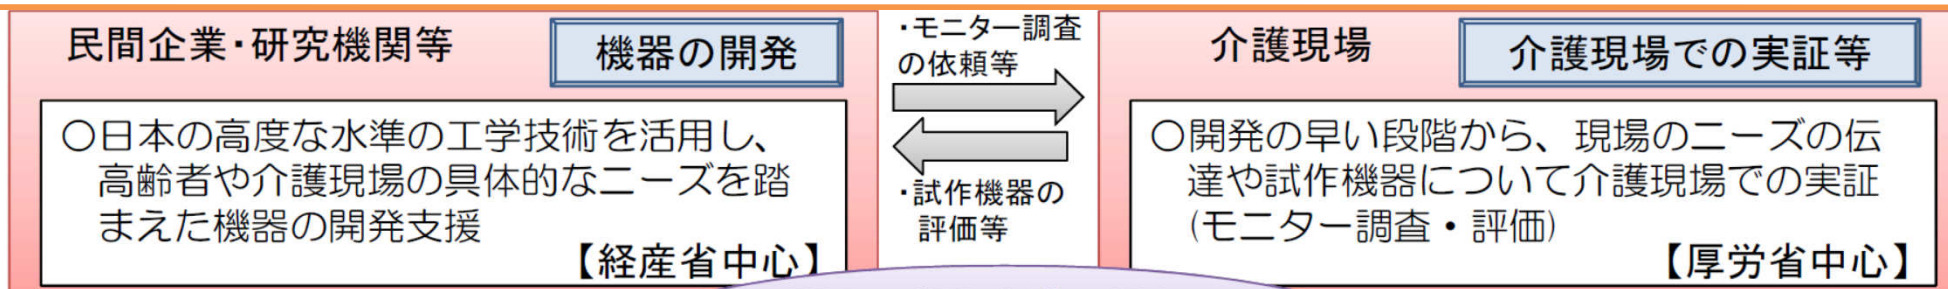 民間企業・研究機関等
機器の開発
〇日本の高度な水準の工学技術を活用し、
高齢者や介護現場の具体的なニーズを踏
まえた機器の開発支援
【経産省中心】
・モニター調査
の依頼等
・試作機器の
評価等
介護現場
介護現場での実証等
〇開発の早い段階から、現場のニーズの伝
達や試作機器について介護現場での実証
(モニター調査・評価)
【厚労省中心】